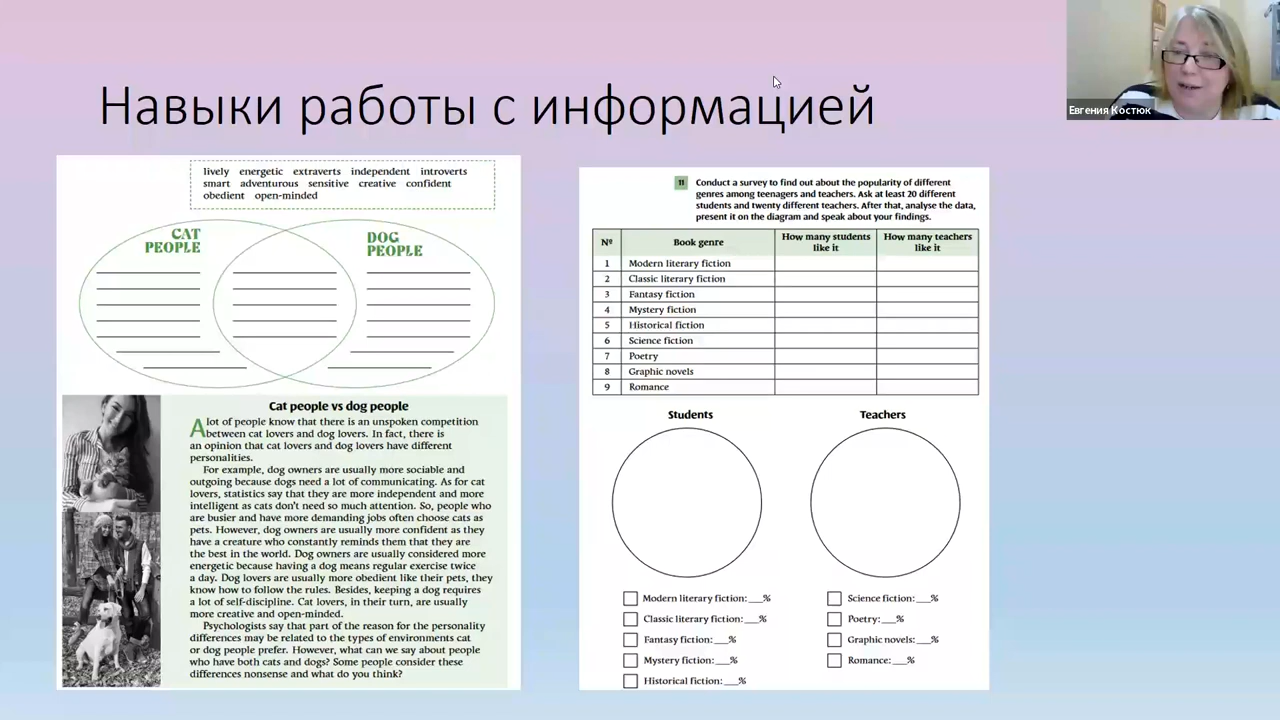 Навыки работы с информацией
Евгения Костюк
lively energetic extraverts independent introverts
smart adventurous sensitive creative confident
obedient open-minded
CAT
PEOPLE
DOG
PEOPLE
Cat people vs dog people
A lot of people know that there is an unspoken competition
between cat lovers and dog lovers. In fact, there is
an opinion that cat lovers and dog lovers have different
personalities.
For example, dog owners are usually more sociable and
outgoing because dogs need a lot of communicating. As for cat
lovers, statistics say that they are more independent and more
intelligent as cats don't need so much attention. So, people who
are busier and have more demanding jobs often choose cats as
pets. However, dog owners are usually more confident as they
have a creature who constantly reminds them that they are
the best in the world. Dog owners are usually considered more
energetic because having a dog means regular exercise twice
a day. Dog lovers are usually more obedient like their pets, they
know how to follow the rules. Besides, keeping a dog requires
a lot of self-discipline. Cat lovers, in their turn, are usually
more creative and open-minded.
Psychologists say that part of the reason for the personality
differences may be related to the types of environments cat
or dog people prefer. However, what can we say about people
who have both cats and dogs? Some people consider these
differences nonsense and what do you think?
11 Conduct a survey to find out about the popularity of different
genres among teenagers and teachers. Ask at least 20 different
students and twenty different teachers. After that, analyse the data,
present it on the diagram and speak about your findings.
№ Book genre How many students like it How many teachers like it
1 Modern literary fiction
2 Classic literary fiction
3 Fantasy fiction
4 Mystery fiction
5 Historical fiction
6 Science fiction
7 Poetry
8 Graphic novels
9 Romance
Students Teachers
Modern literary fiction: ___%
Classic literary fiction: ___%
Fantasy fiction: ___%
Mystery fiction: ___%
Historical fiction: ___%
Science fiction: ___%
Poetry: ___%
Graphic novels: ___%
Romance: ___%